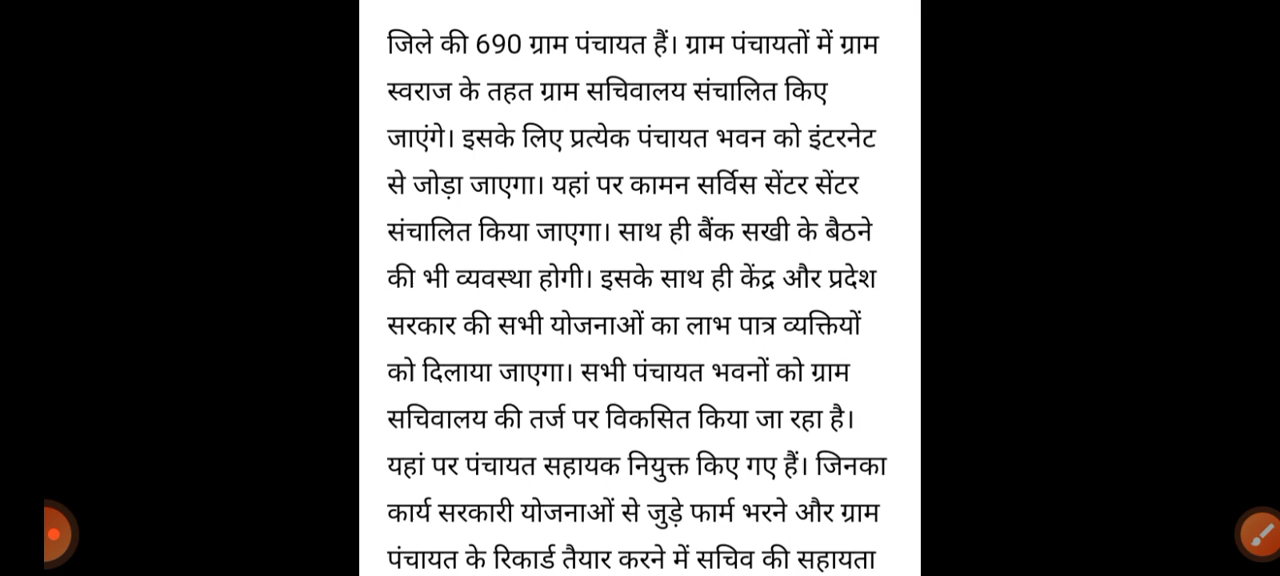 जिले की 690 ग्राम पंचायत हैं। ग्राम पंचायतों में ग्राम
स्वराज के तहत ग्राम सचिवालय संचालित किए
जाएंगे। इसके लिए प्रत्येक पंचायत भवन को इंटरनेट
से जोड़ा जाएगा। यहां पर कामन सर्विस सेंटर सेंटर
संचालित किया जाएगा। साथ ही बैंक सखी के बैठने
की भी व्यवस्था होगी। इसके साथ ही केंद्र और प्रदेश
सरकार की सभी योजनाओं का लाभ पात्र व्यक्तियों
को दिलाया जाएगा। सभी पंचायत भवनों को ग्राम
सचिवालय की तर्ज पर विकसित किया जा रहा है।
यहां पर पंचायत सहायक नियुक्त किए गए हैं। जिनका
कार्य सरकारी योजनाओं से जुड़े फार्म भरने और ग्राम
पंचायत के रिकार्ड तैयार करने में सचिव की सहायता